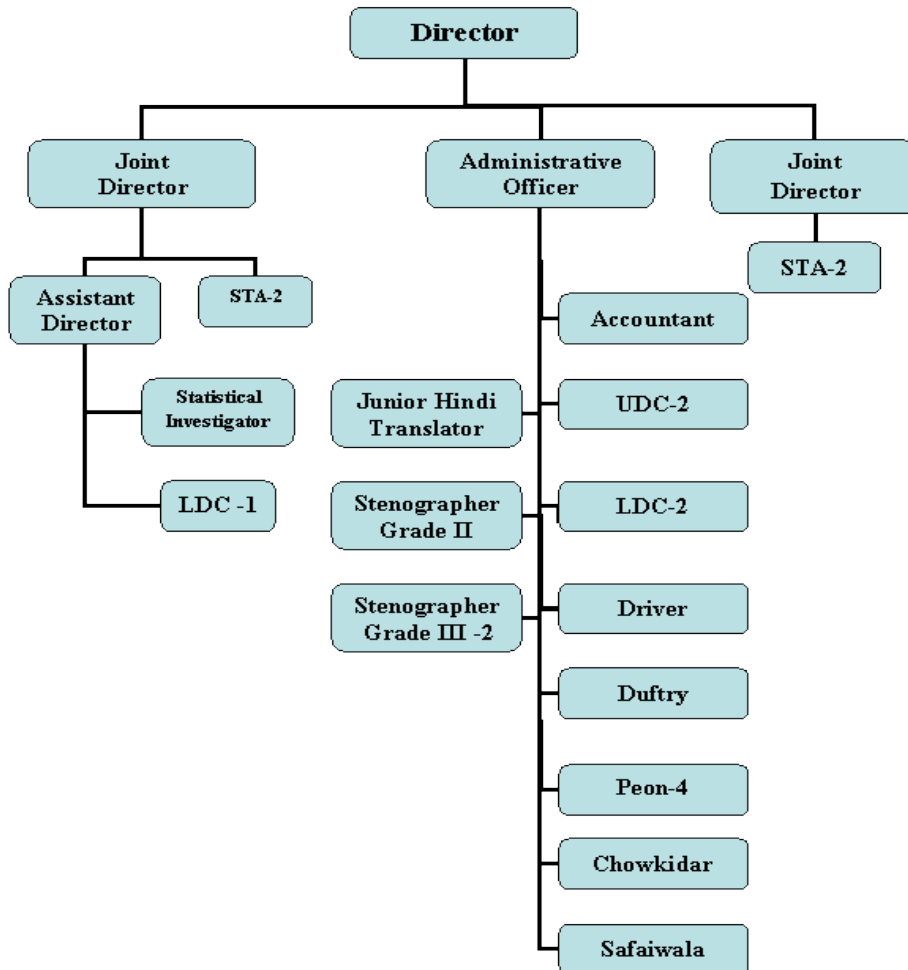 Director
Joint
Director
Administrative
Officer
Joint
Director
STA-2
Assistant
Director
STA-2
Accountant
Statistical
Investigator
Junior Hindi
Translator
UDC-2
LDC -1
Stenographer
Grade II
LDC-2
Stenographer
Grade III -2
Driver
Duftry
Peon-4
Chowkidar
Safaiwala